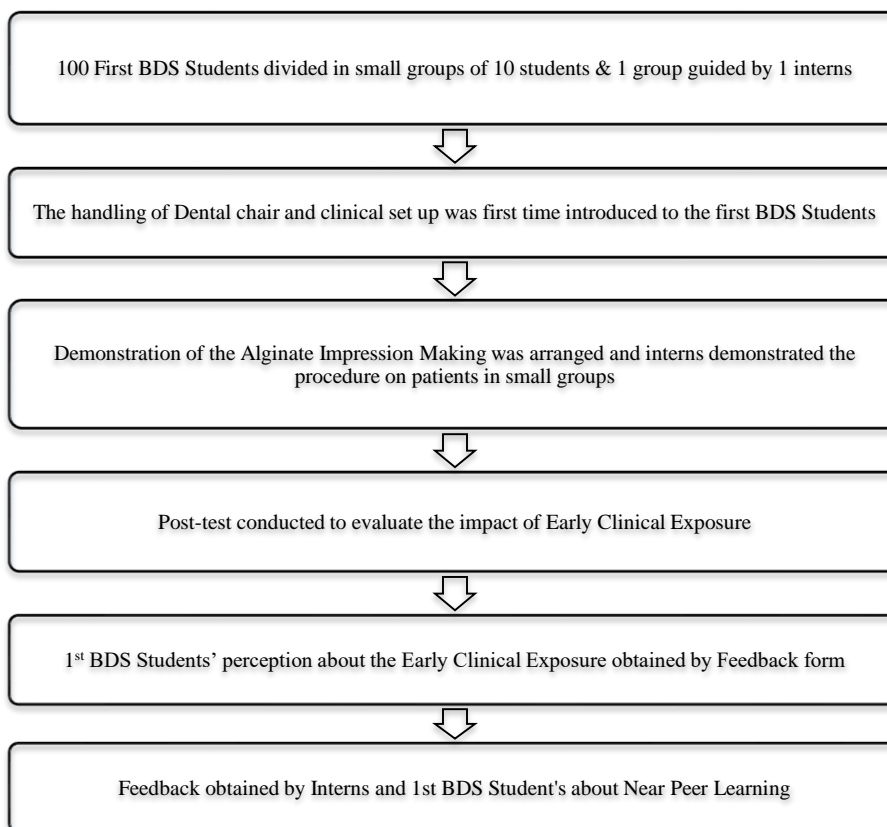 100 First BDS Students divided in small groups of 10 students & 1 group guided by 1 interns
The handling of Dental chair and clinical set up was first time introduced to the first BDS Students
Demonstration of the Alginate Impression Making was arranged and interns demonstrated the
procedure on patients in small groups
Post-test conducted to evaluate the impact of Early Clinical Exposure
1st BDS Students’ perception about the Early Clinical Exposure obtained by Feedback form
Feedback obtained by Interns and 1st BDS Student's about Near Peer Learning